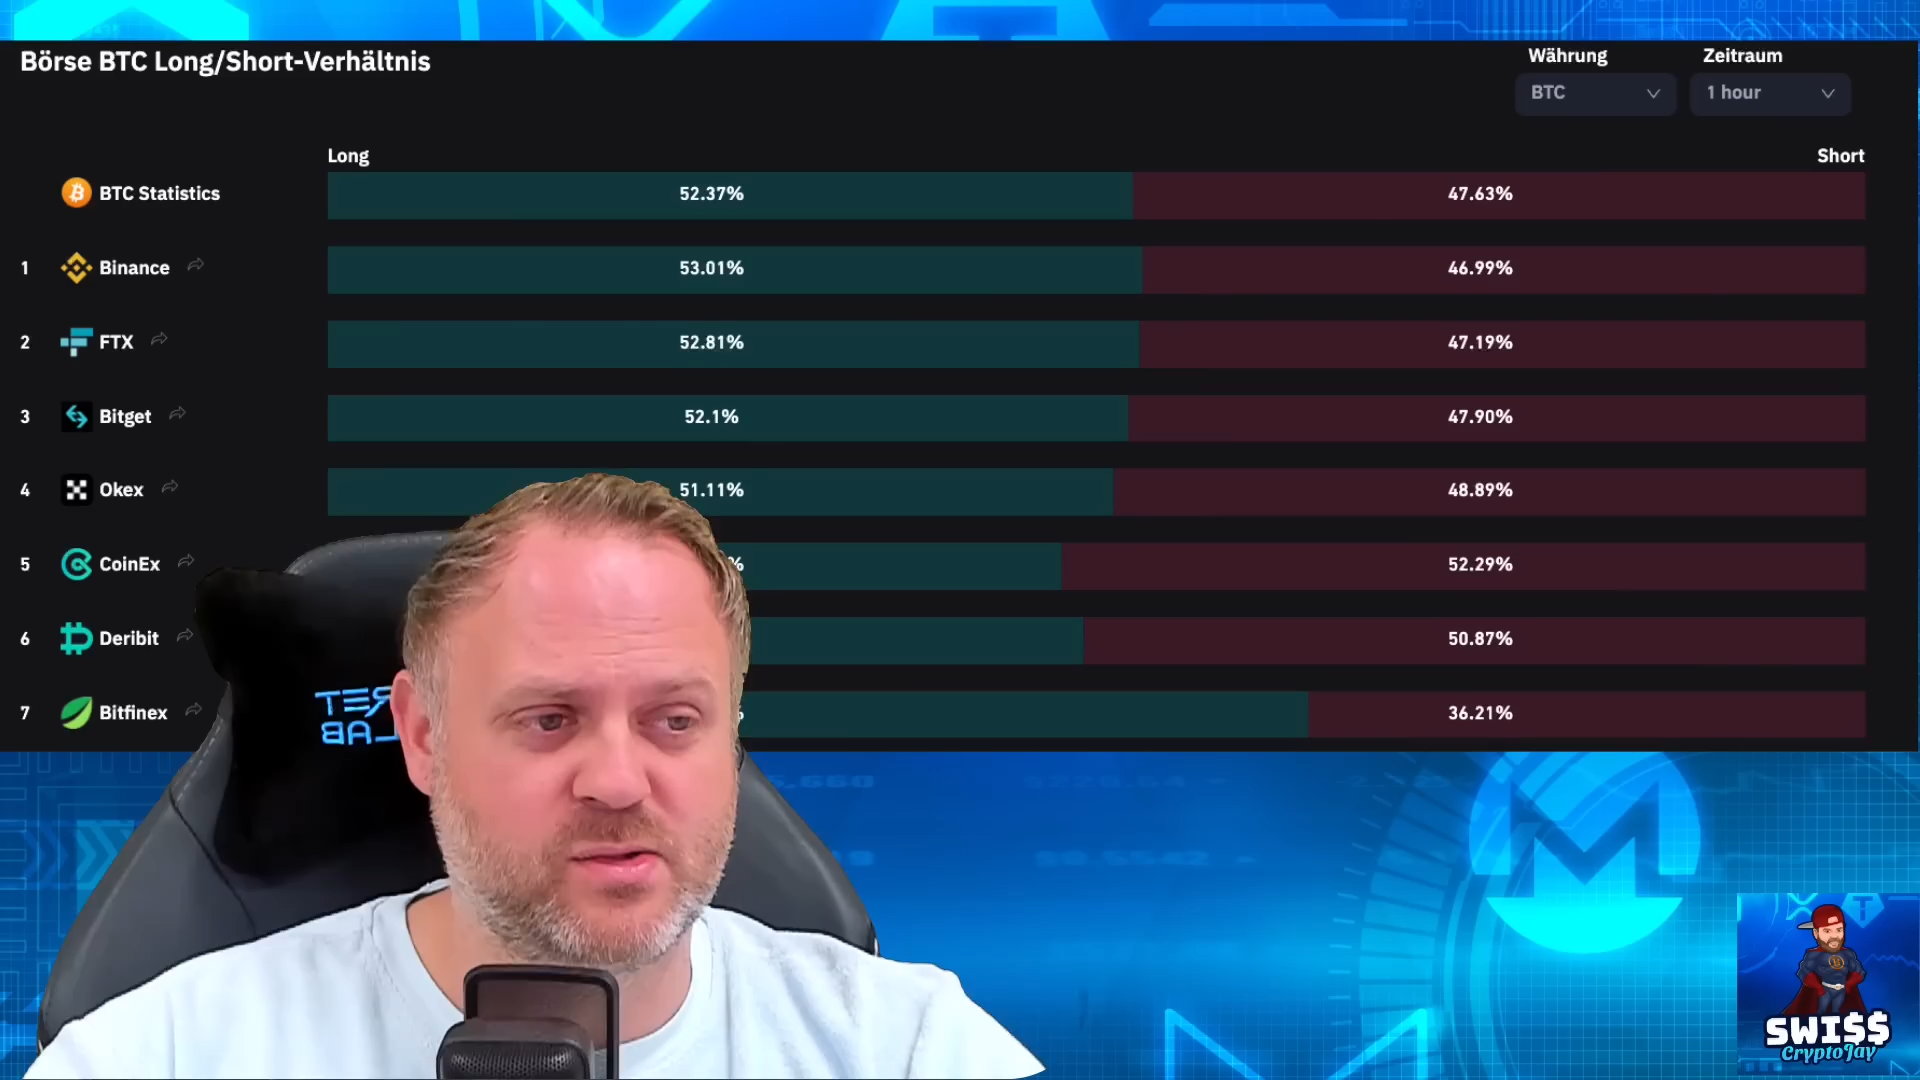 Börse BTC Long/Short-Verhältnis
Währung
Zeitraum
BTC
1 hour
Long
Short
BTC Statistics
52.37%
47.63%
1 Binance
53.01%
46.99%
2 FTX
52.81%
47.19%
3 Bitget
52.1%
47.90%
4 Okex
51.11%
48.89%
5 CoinEx
%
52.29%
6 Deribit
50.87%
7 Bitfinex
36.21%
SWI$$
CryptoJay